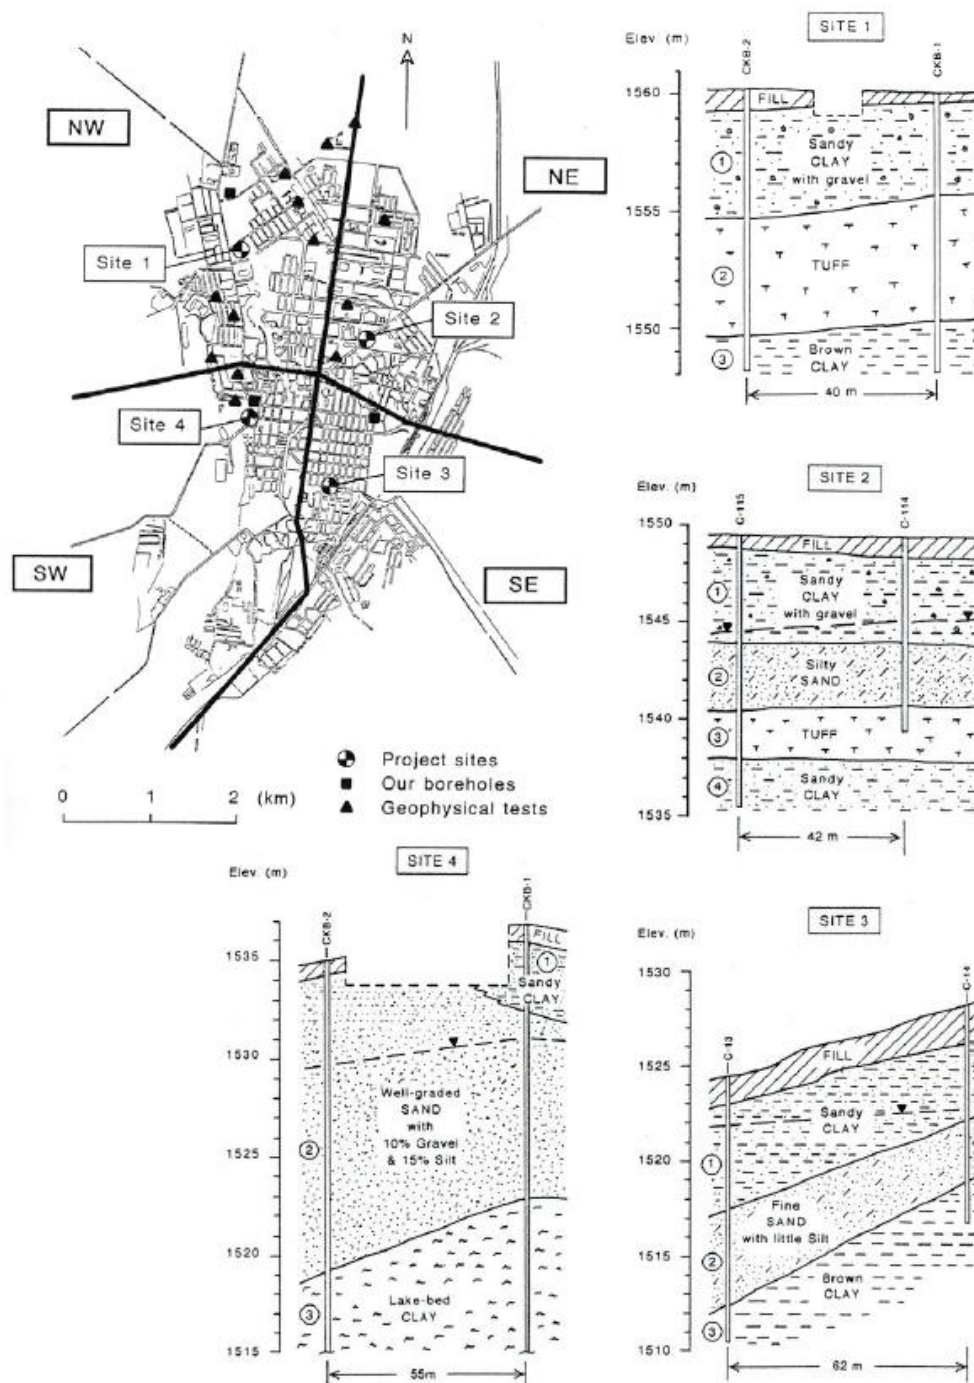 N
NW
NE
Site 1
Site 2
Site 4
Site 3
SW
SE
Project sites
Our boreholes
Geophysical tests
0 1 2 (km)
SITE 1
Elev. (m)
CKB-2
CKB-1
1560
FILL
1
Sandy
CLAY
with gravel
1555
2
TUFF
1550
3
Brown
CLAY
40 m
SITE 2
Elev. (m)
C-115
C-114
1550
FILL
1
Sandy
CLAY
with gravel
1545
2
Silty
SAND
1540
3
TUFF
4
Sandy
CLAY
1535
42 m
SITE 4
Elev. (m)
CKB-2
CKB-1
FILL
1535
1
Sandy
CLAY
1530
Well-graded
SAND
with
10% Gravel
& 15% Silt
2
1525
1520
3
Lake-bed
CLAY
1515
55m
SITE 3
Elev. (m)
C-13
C-14
1530
FILL
1525
Sandy
CLAY
1520
1
Fine
SAND
with little Silt
1515
2
Brown
CLAY
3
1510
62 m